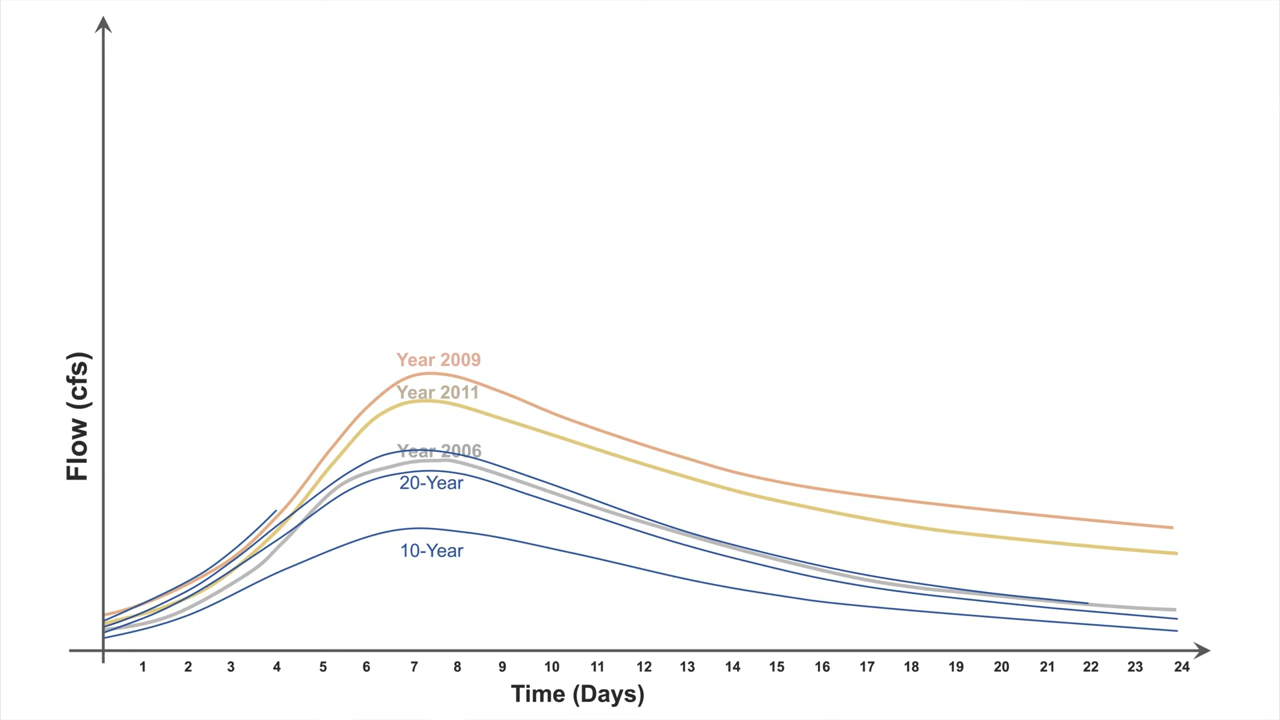 Year 2009
Year 2011
Year 2006
20-Year
10-Year
Flow (cfs)
1 2 3 4 5 6 7 8 9 10 11 12 13 14 15 16 17 18 19 20 21 22 23 24
Time (Days)